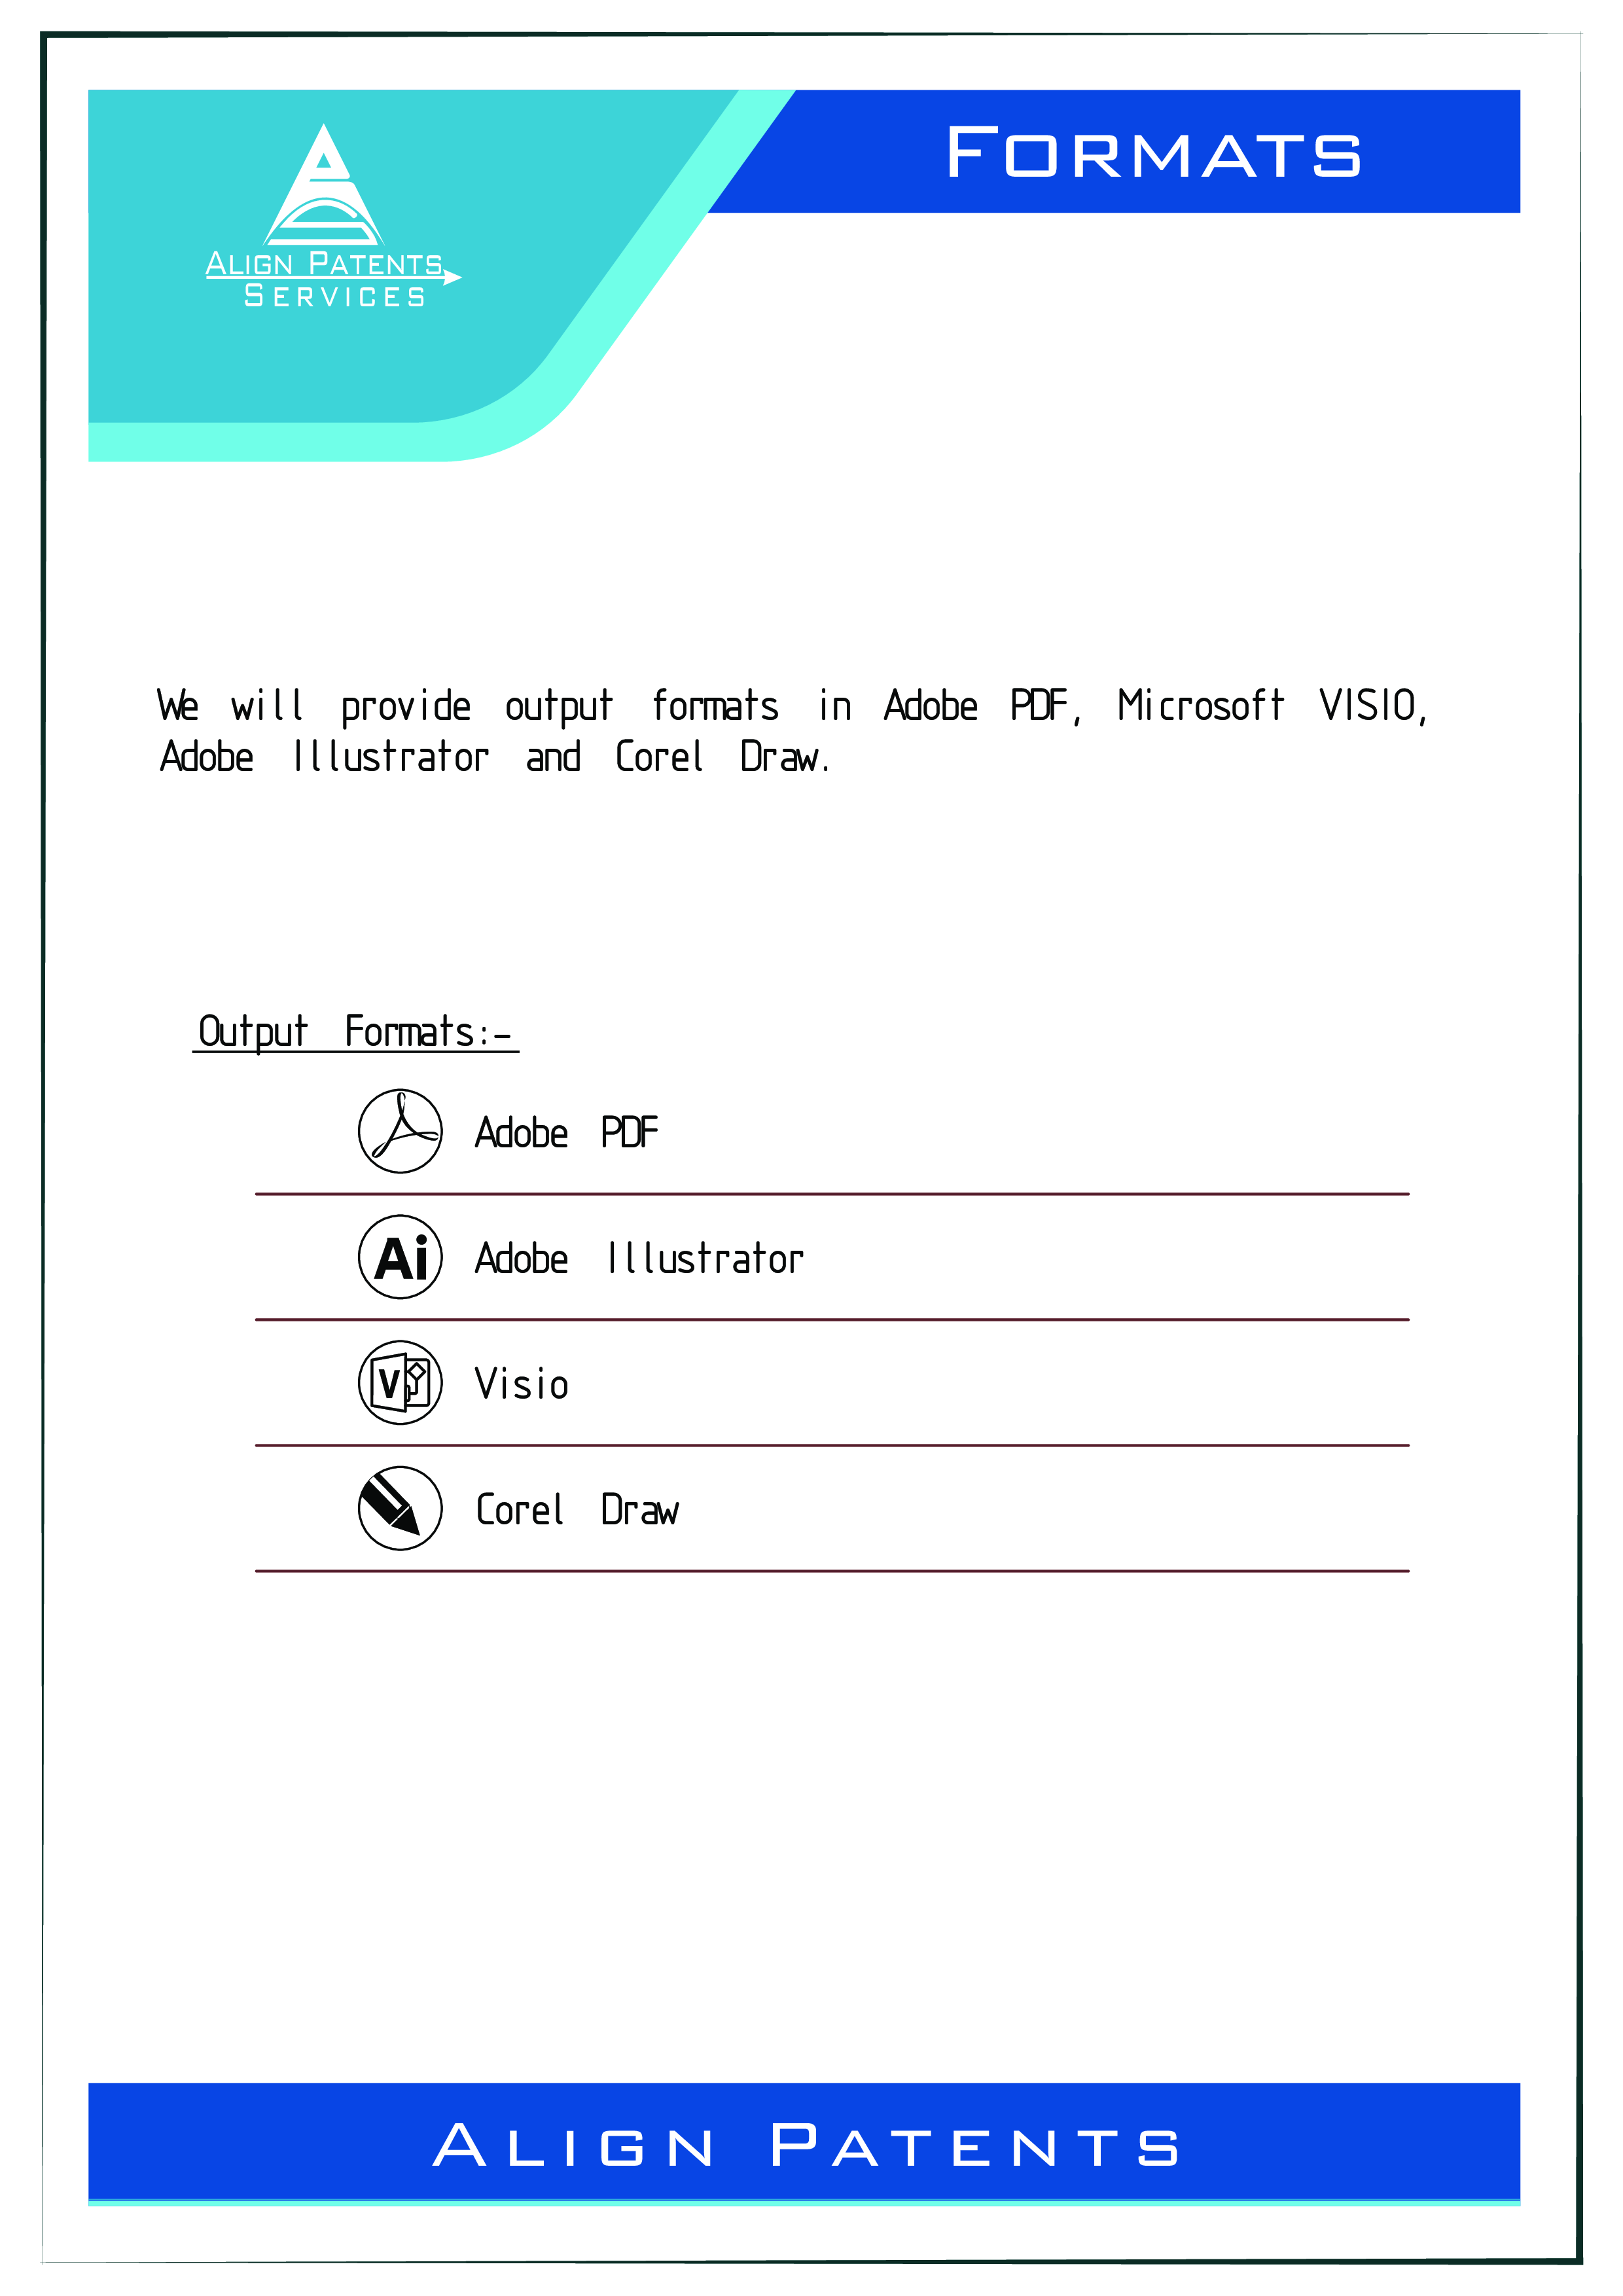 FORMATS
ALIGN PATENTS
SERVICES
We will provide output formats in Adobe PDF, Microsoft VISIO,
Adobe Illustrator and Corel Draw.
Output Formats:-
Adobe PDF
Ai Adobe Illustrator
V Visio
Corel Draw
ALIGN PATENTS